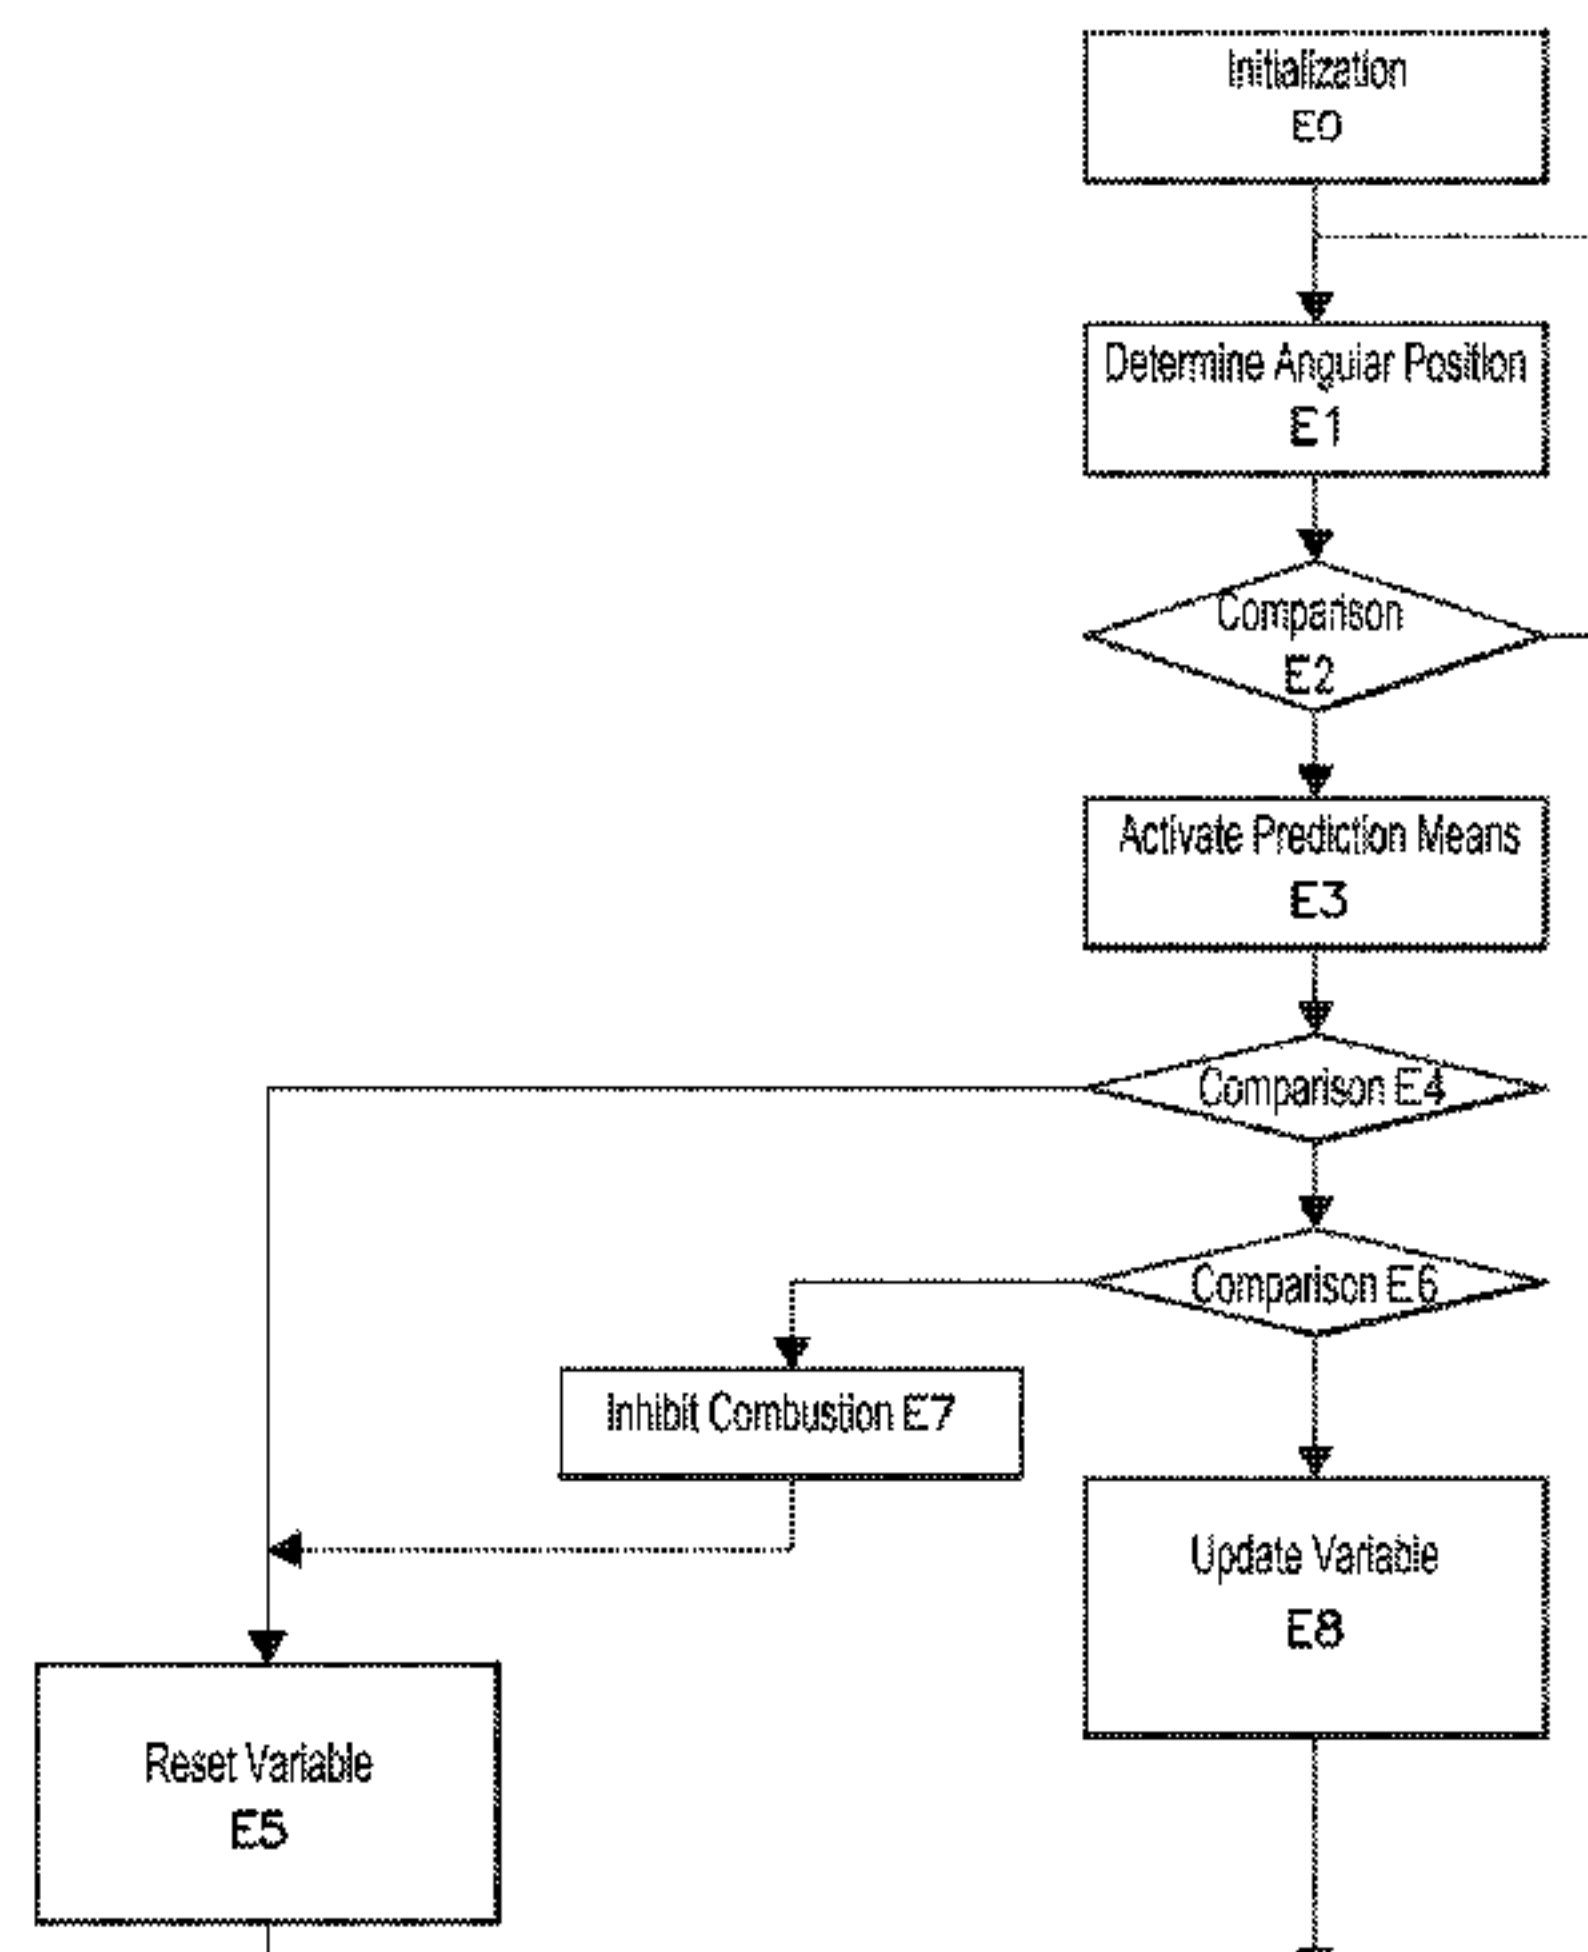 Initialization
E0
Determine Angular Position
E1
Comparison
E2
Activate Prediction Means
E3
Comparison E4
Comparison E6
Inhibit Combustion E7
Update Variable
E8
Reset Variable
E5